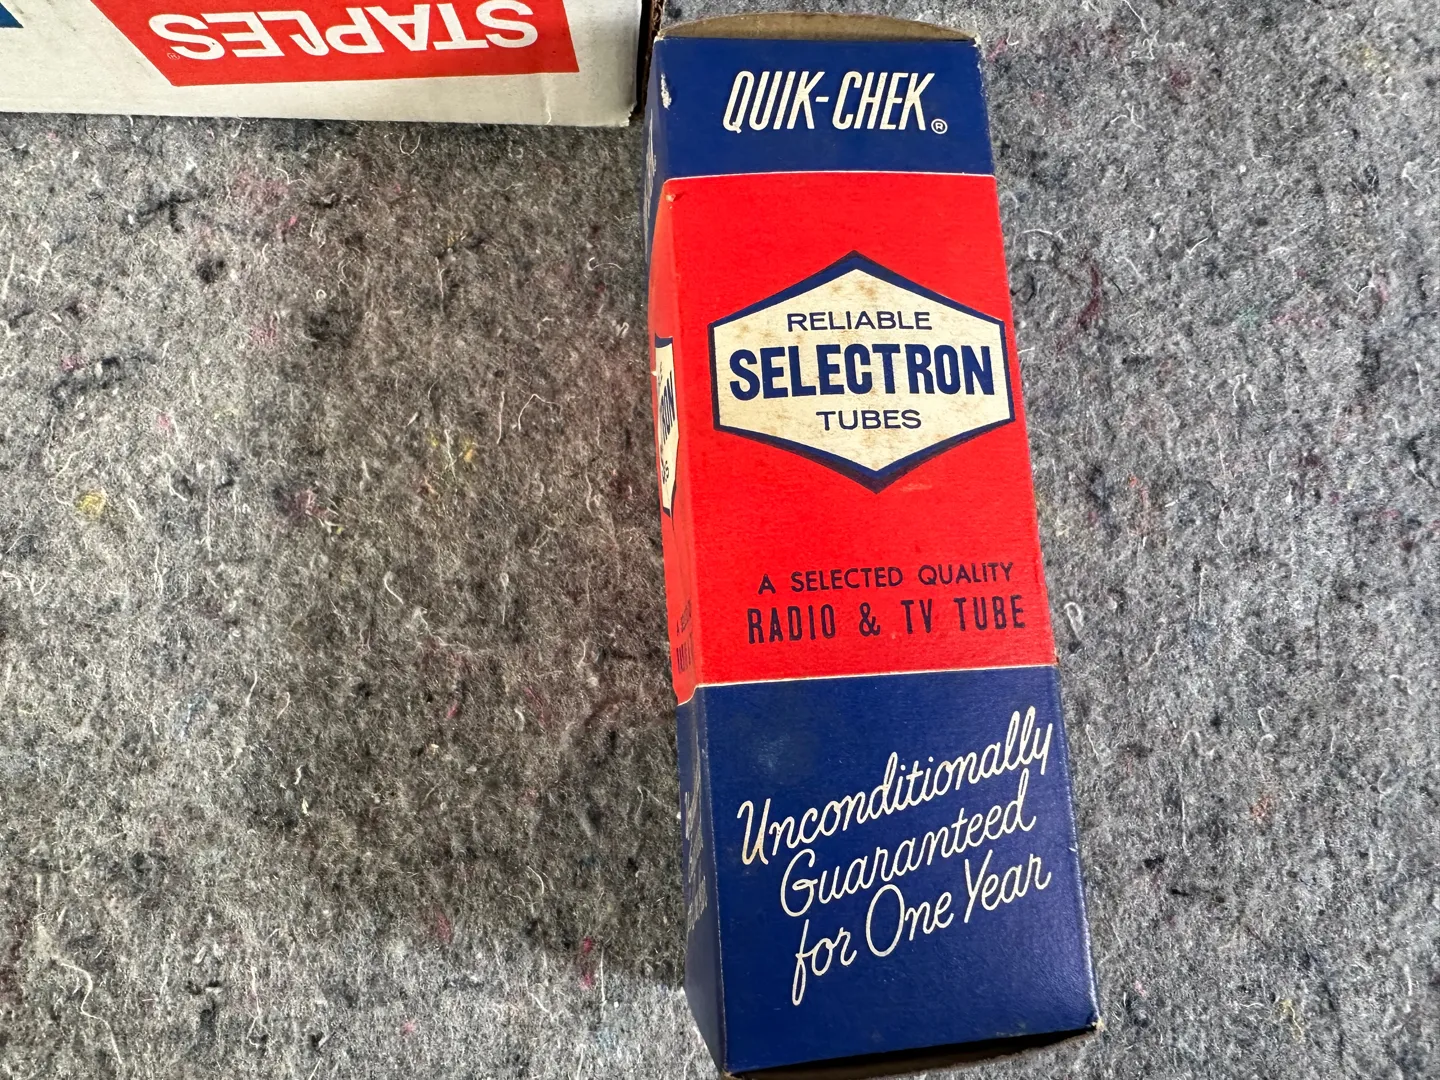 STAPLES®
QUIK-CHEK®
RELIABLE
SELECTRON
TUBES
A SELECTED QUALITY
RADIO & TV TUBE
Unconditionally
Guaranteed
for One Year